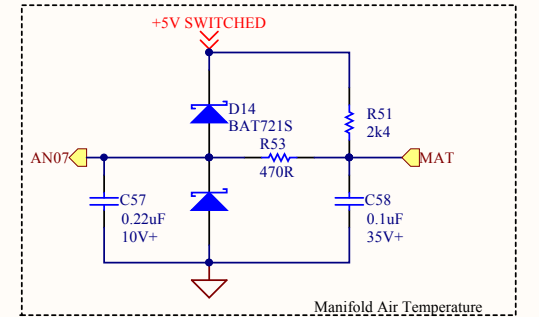 +5V SWITCHED
D14
BAT721S
R51
2k4
R53
470R
AN07
MAT
C57
0.22uF
10V+
C58
0.1uF
35V+
Manifold Air Temperature